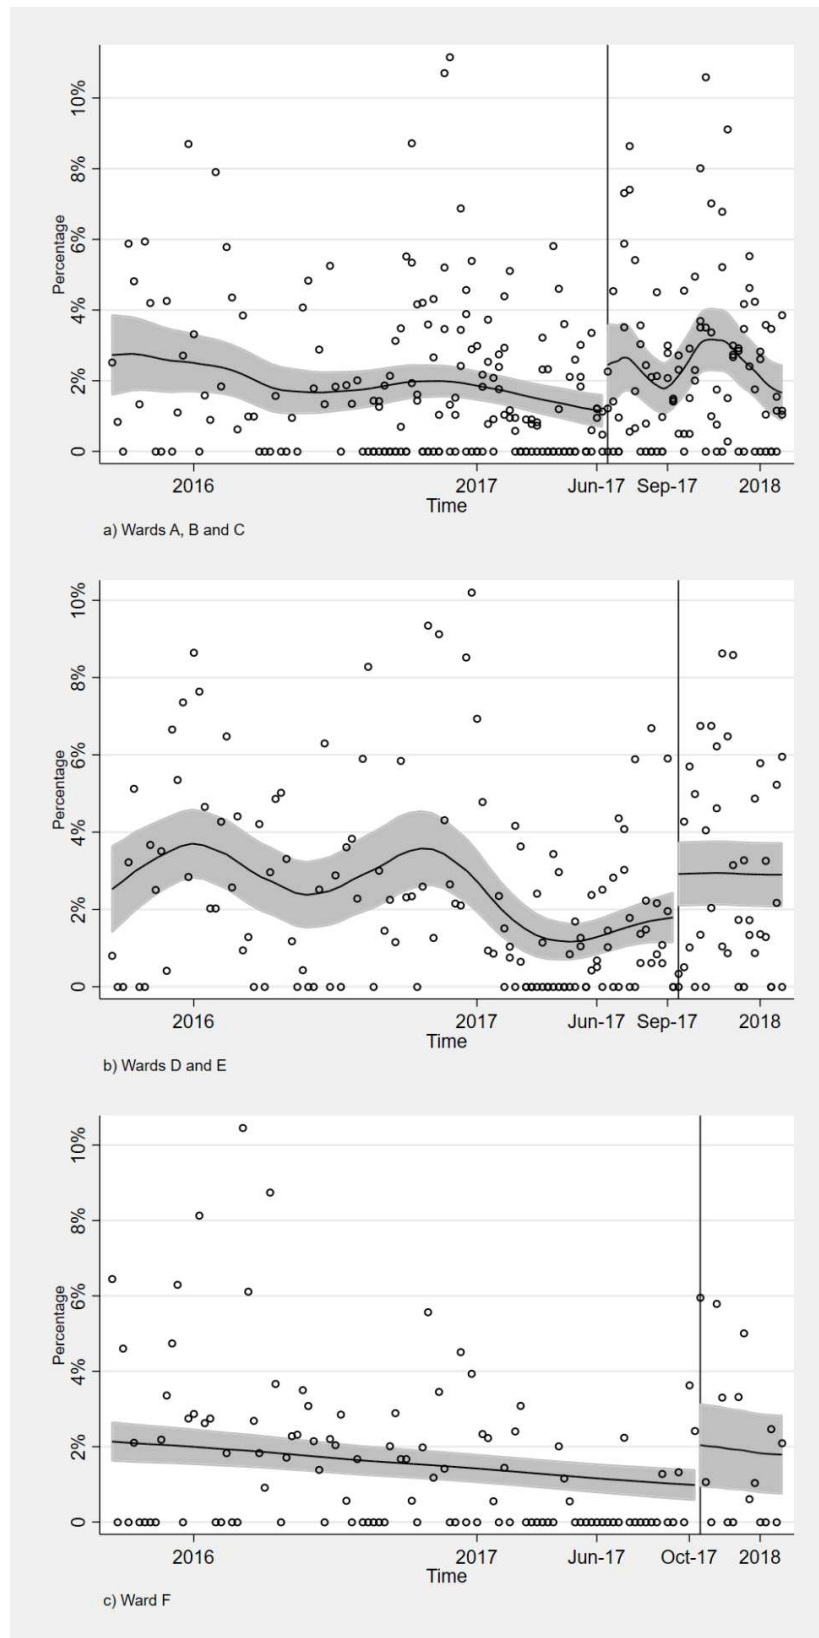 10%
8%
6%
4%
2%
0
Percentage
2016 2017 Jun-17 Sep-17 2018
Time
a) Wards A, B and C
10%
8%
6%
4%
2%
0
Percentage
2016 2017 Jun-17 Sep-17 2018
Time
b) Wards D and E
10%
8%
6%
4%
2%
0
Percentage
2016 2017 Jun-17 Oct-17 2018
Time
c) Ward F